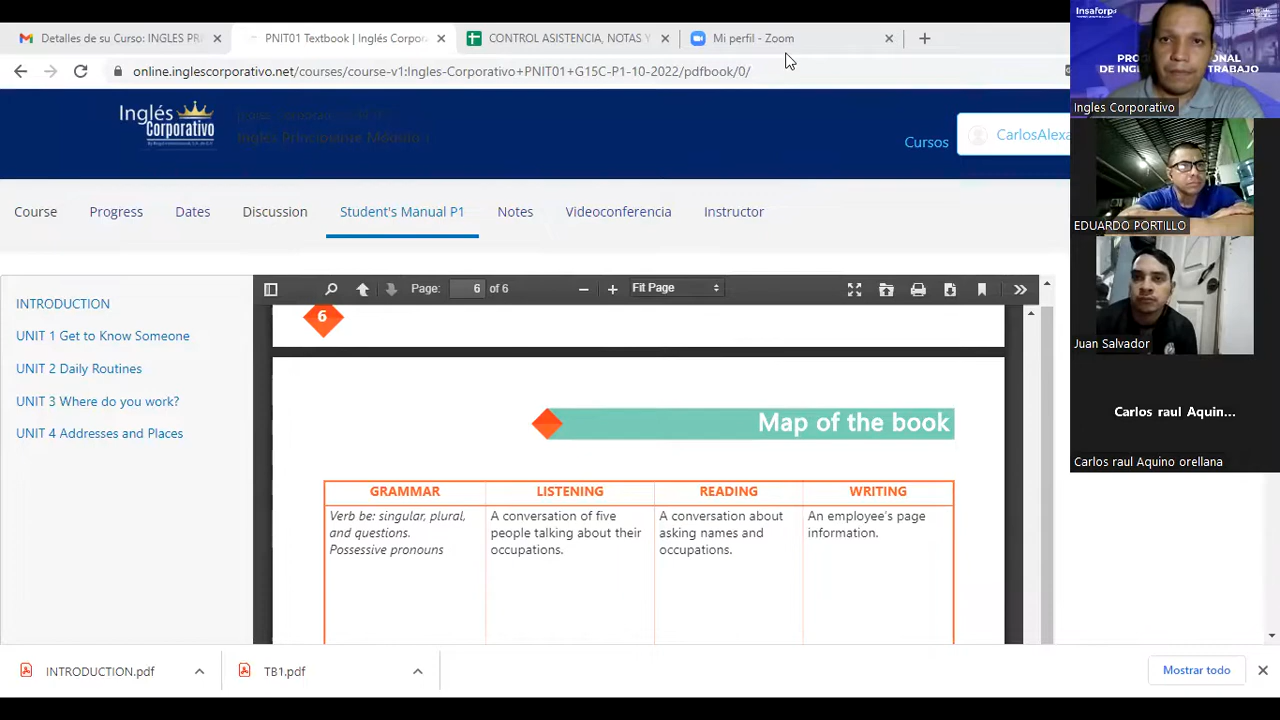 Detalles de su Curso: INGLES PR
PNIT01 Textbook | Inglés Corpor
CONTROL ASISTENCIA, NOTAS Y
Mi perfil - Zoom
online.inglescorporativo.net/courses/course-v1:Ingles-Corporativo+PNIT01+G15C-P1-10-2022/pdfbook/0/
Inglés
Corporativo
Inglés Principiante Módulo I
Cursos
CarlosAlexa
Course
Progress
Dates
Discussion
Student's Manual P1
Notes
Videoconferencia
Instructor
INTRODUCTION
UNIT 1 Get to Know Someone
UNIT 2 Daily Routines
UNIT 3 Where do you work?
UNIT 4 Addresses and Places
Page: 6 of 6
Fit Page
6
Map of the book
GRAMMAR
LISTENING
READING
WRITING
Verb be: singular, plural,
and questions.
Possessive pronouns
A conversation of five
people talking about their
occupations.
A conversation about
asking names and
occupations.
An employee's page
information.
INTRODUCTION.pdf
TB1.pdf
Mostrar todo
Insaforp
TRABAJO
Ingles Corporativo
EDUARDO PORTILLO
Juan Salvador
Carlos raul Aquin...
Carlos raul Aquino orellana